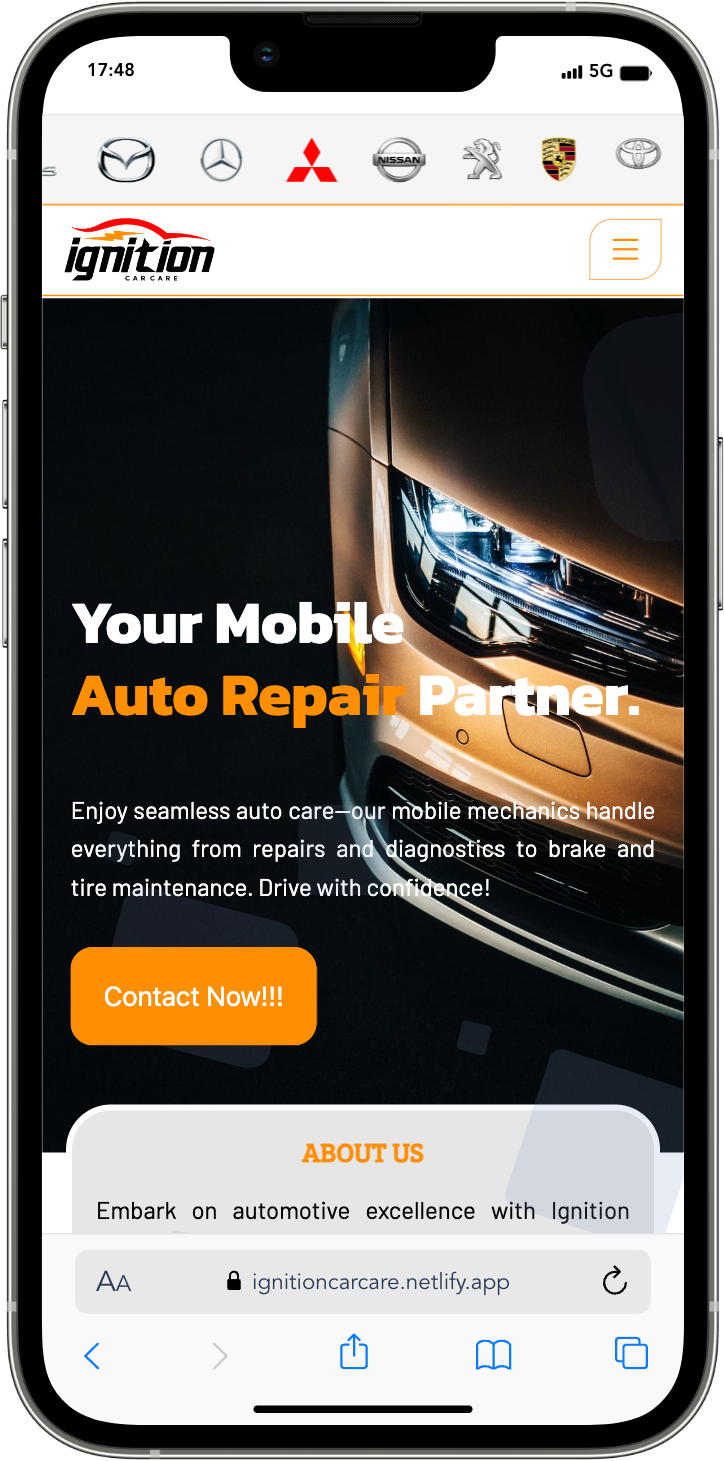 17:48
5G
S
NISSAN
PORSCHE
ignition
CAR CARE
Your Mobile
Auto Repair Partner.
Enjoy seamless auto care—our mobile mechanics handle
everything from repairs and diagnostics to brake and
tire maintenance. Drive with confidence!
Contact Now!!!
ABOUT US
Embark on automotive excellence with Ignition
AA
ignitioncarcare.netlify.app